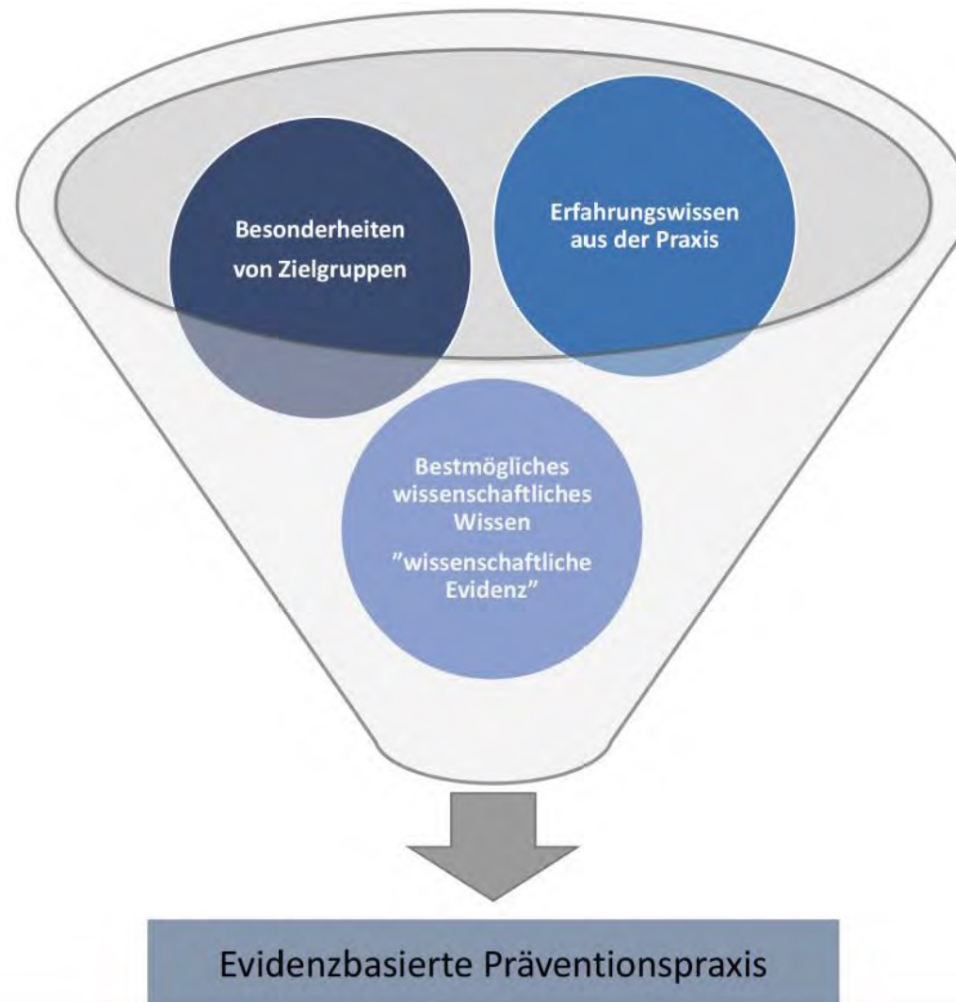 Besonderheiten
von Zielgruppen
Erfahrungswissen
aus der Praxis
Bestmögliches
wissenschaftliches
Wissen
”wissenschaftliche
Evidenz”
Evidenzbasierte Präventionspraxis